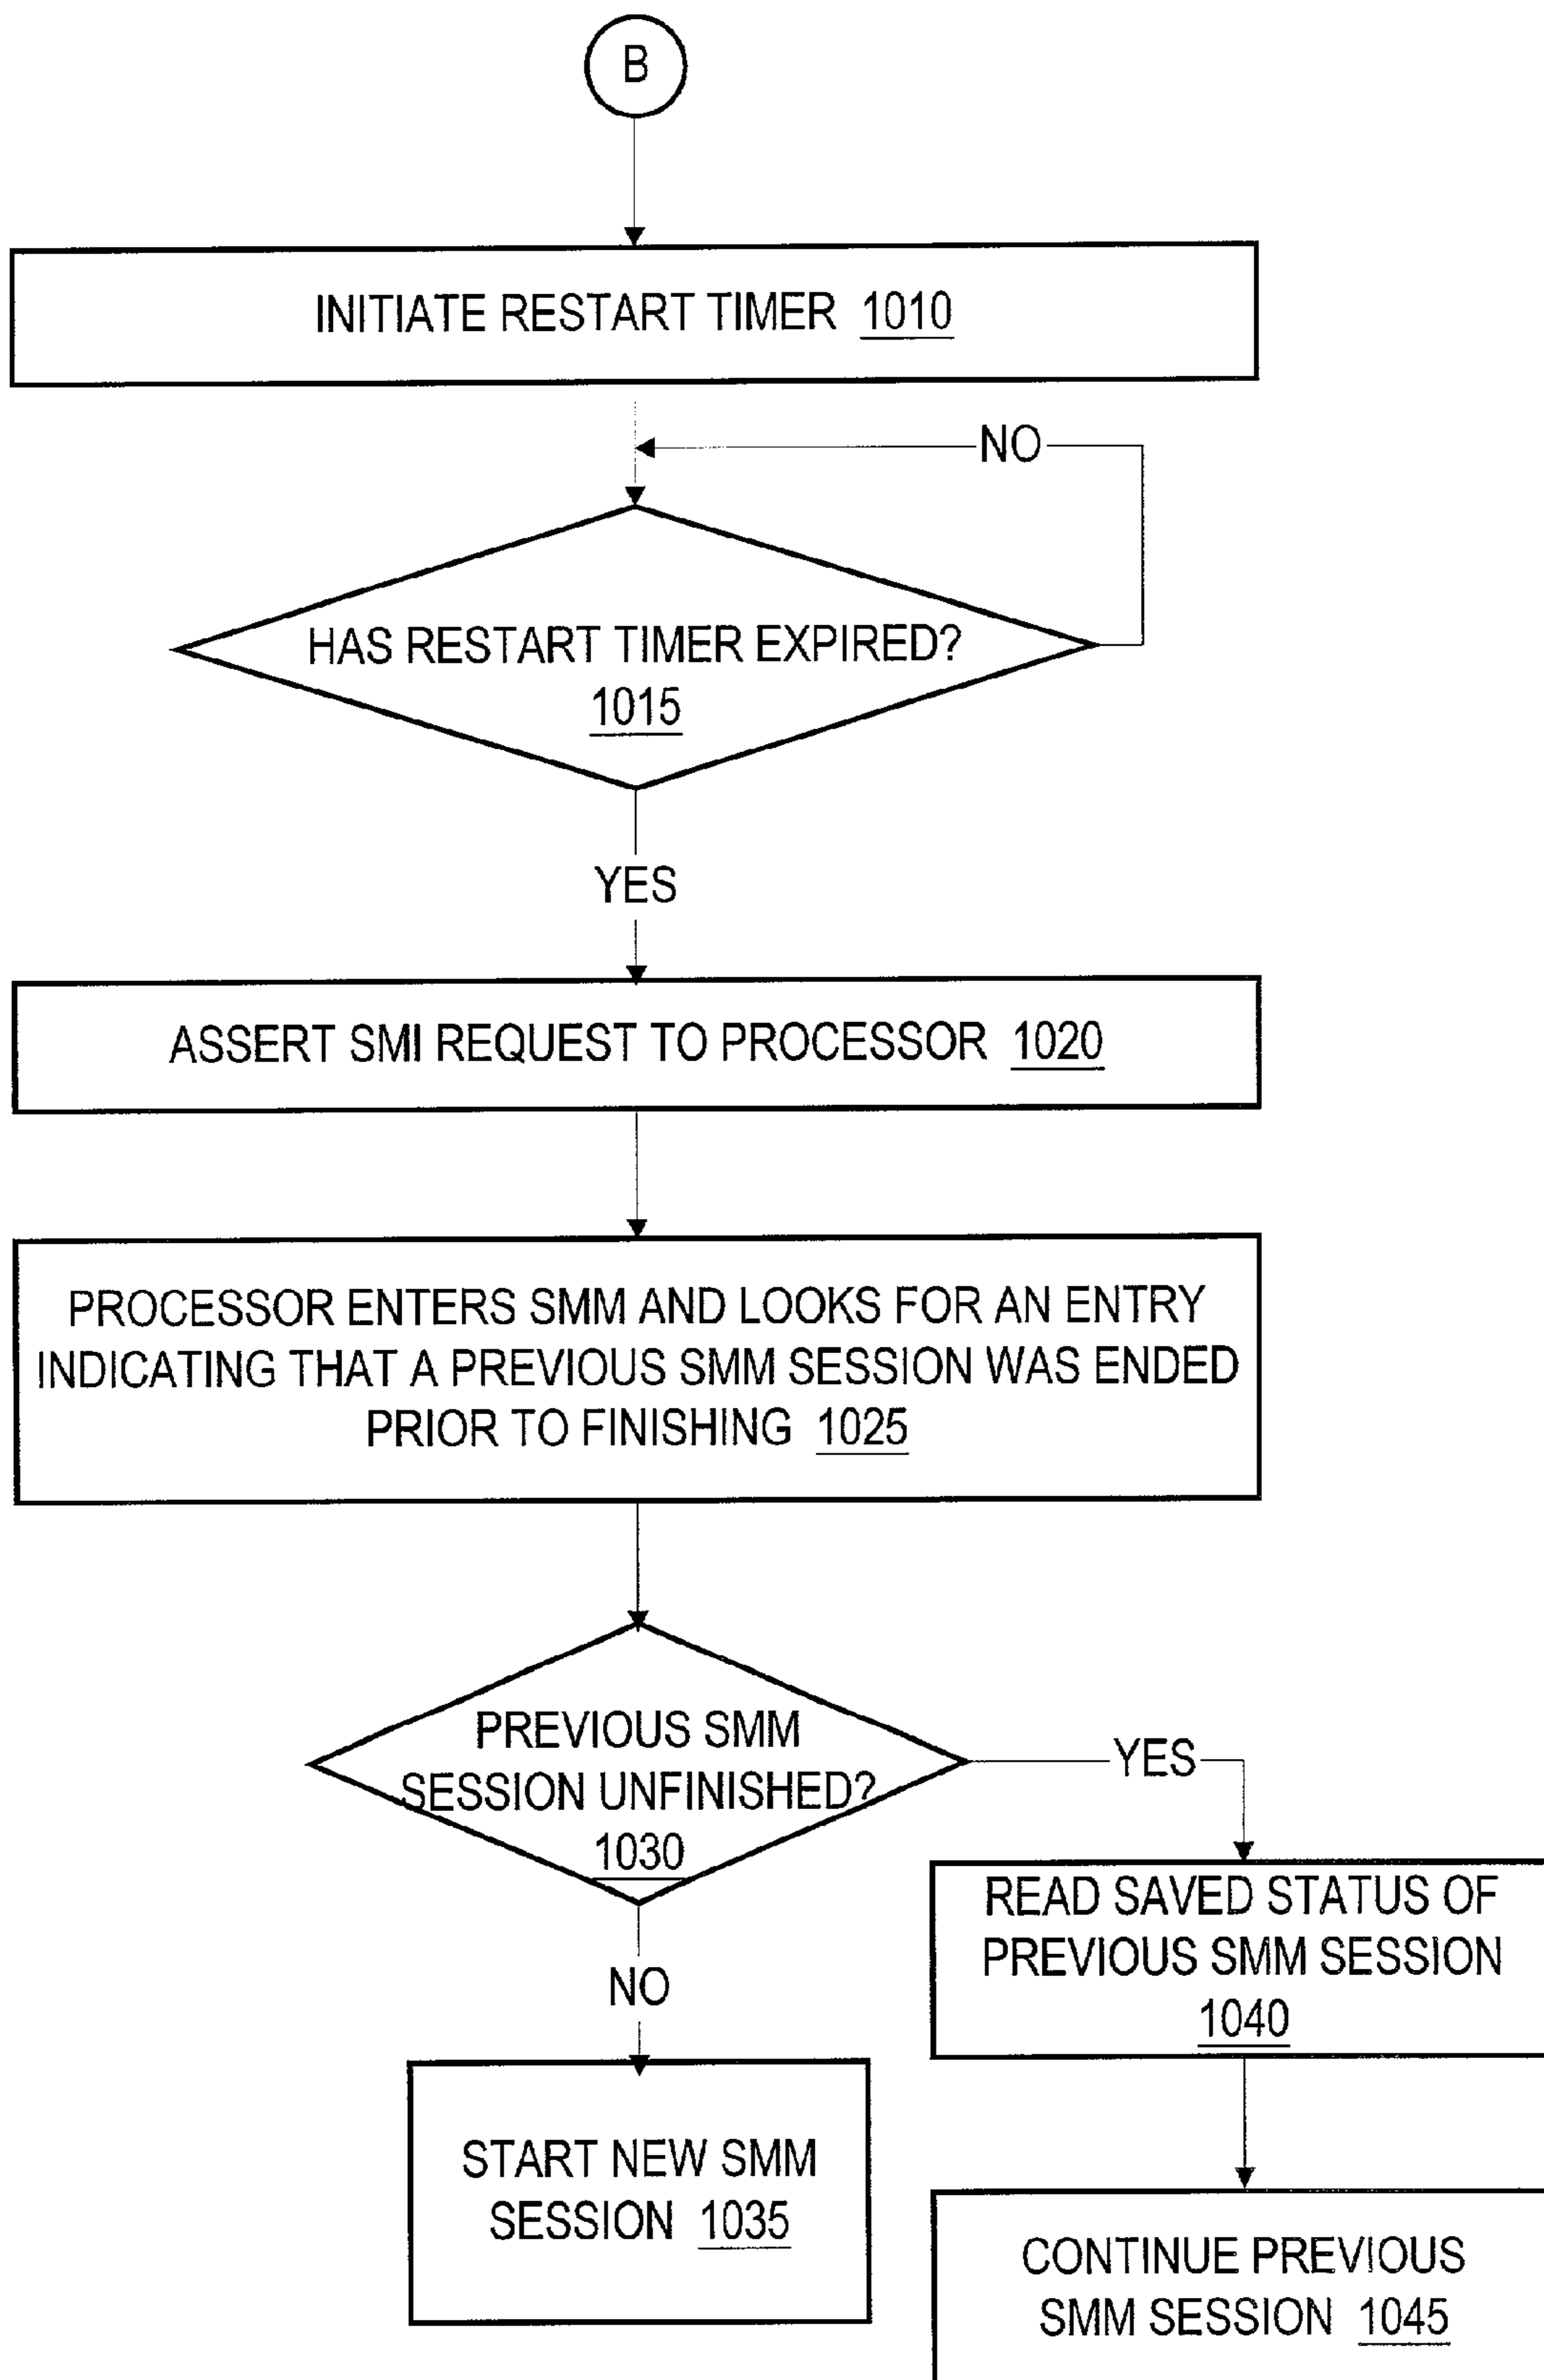 B
INITIATE RESTART TIMER 1010
NO
HAS RESTART TIMER EXPIRED?
1015
YES
ASSERT SMI REQUEST TO PROCESSOR 1020
PROCESSOR ENTERS SMM AND LOOKS FOR AN ENTRY
INDICATING THAT A PREVIOUS SMM SESSION WAS ENDED
PRIOR TO FINISHING 1025
PREVIOUS SMM
SESSION UNFINISHED?
1030
YES
NO
READ SAVED STATUS OF
PREVIOUS SMM SESSION
1040
START NEW SMM
SESSION 1035
CONTINUE PREVIOUS
SMM SESSION 1045